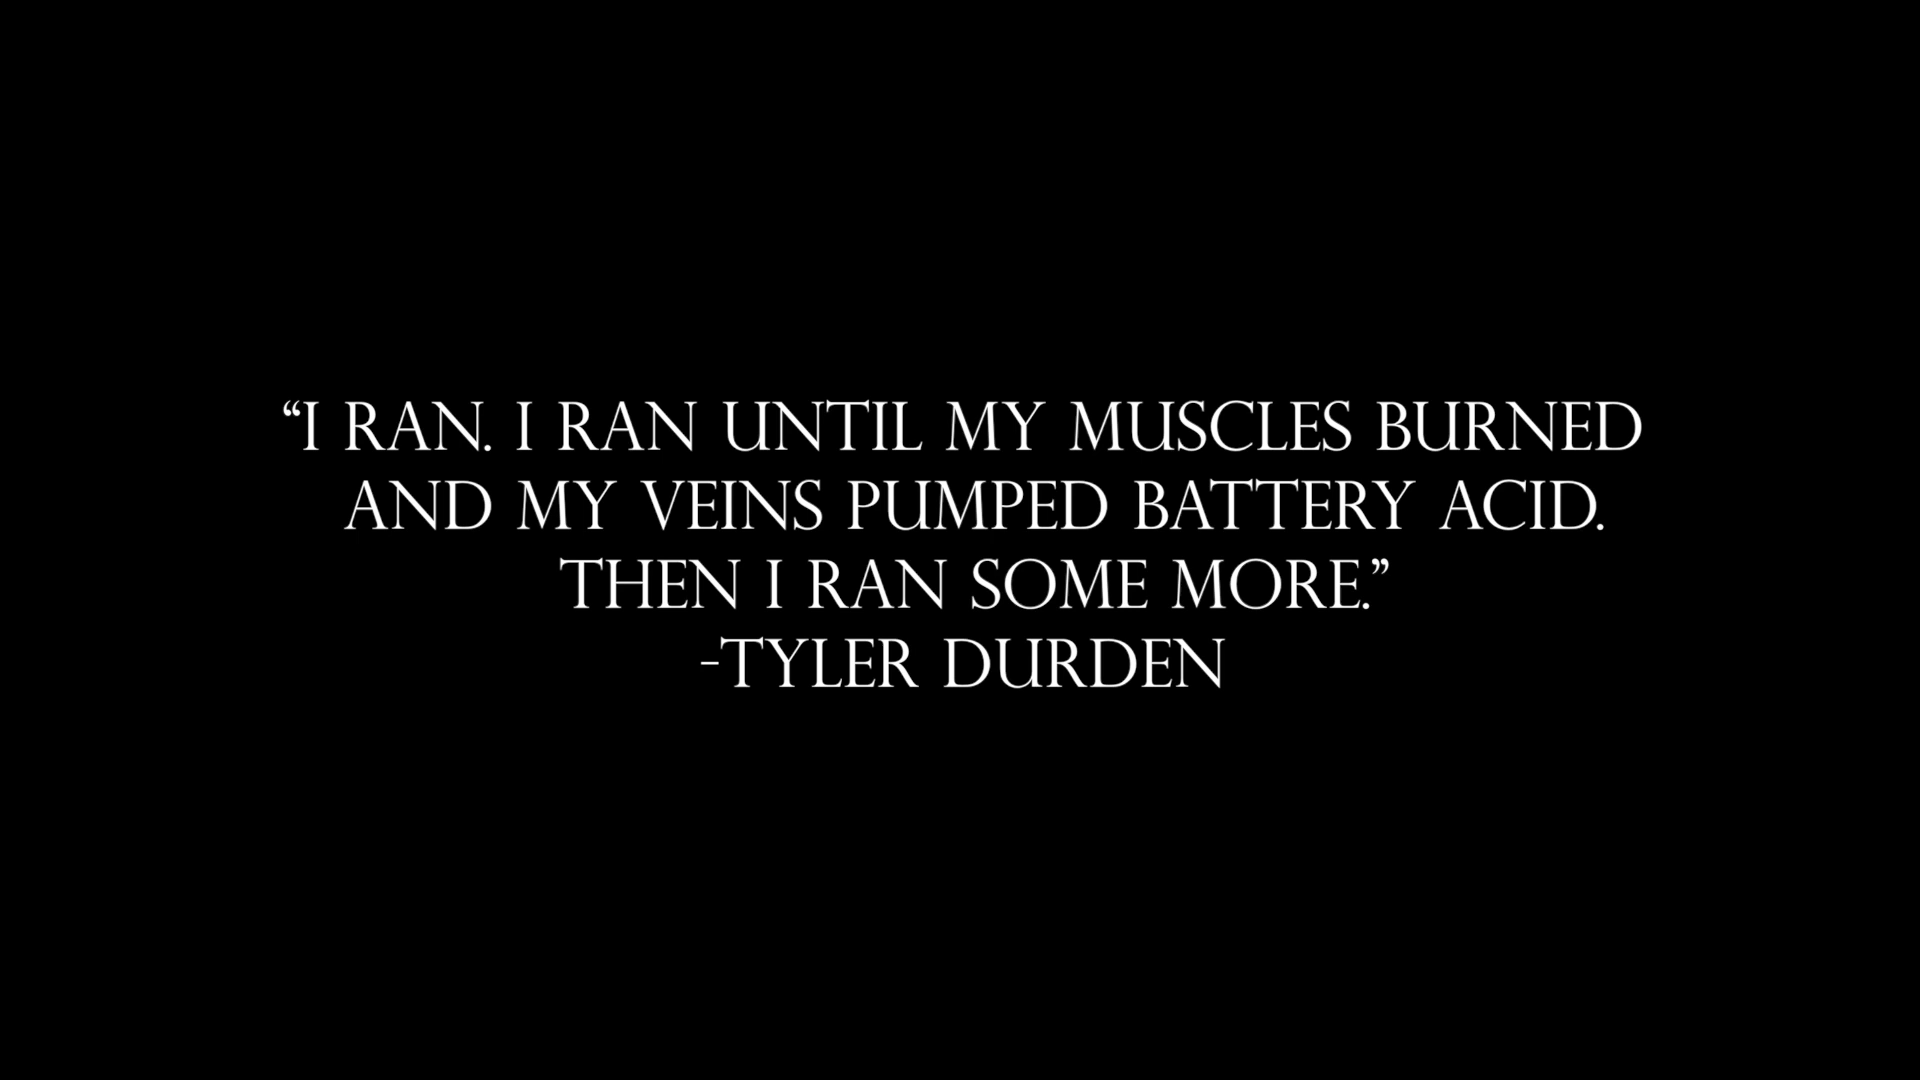 “I RAN. I RAN UNTIL MY MUSCLES BURNED
AND MY VEINS PUMPED BATTERY ACID.
THEN I RAN SOME MORE.”
-TYLER DURDEN